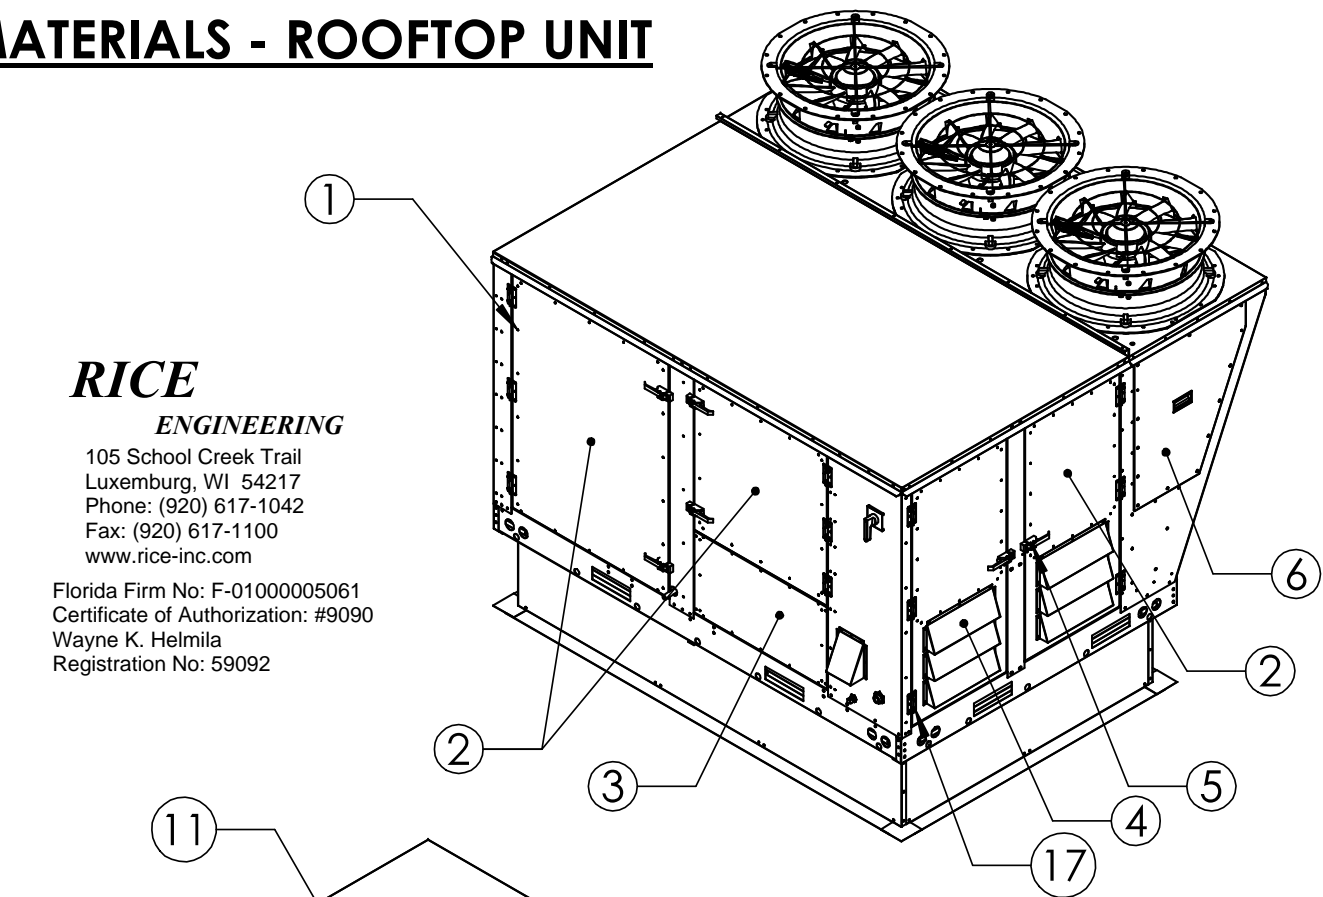 MATERIALS - ROOFTOP UNIT
1
RICE
ENGINEERING
105 School Creek Trail
Luxemburg, WI 54217
Phone: (920) 617-1042
Fax: (920) 617-1100
www.rice-inc.com
Florida Firm No: F-01000005061
Certificate of Authorization: #9090
Wayne K. Helmila
Registration No: 59092
6
2
2
3
5
4
11
17